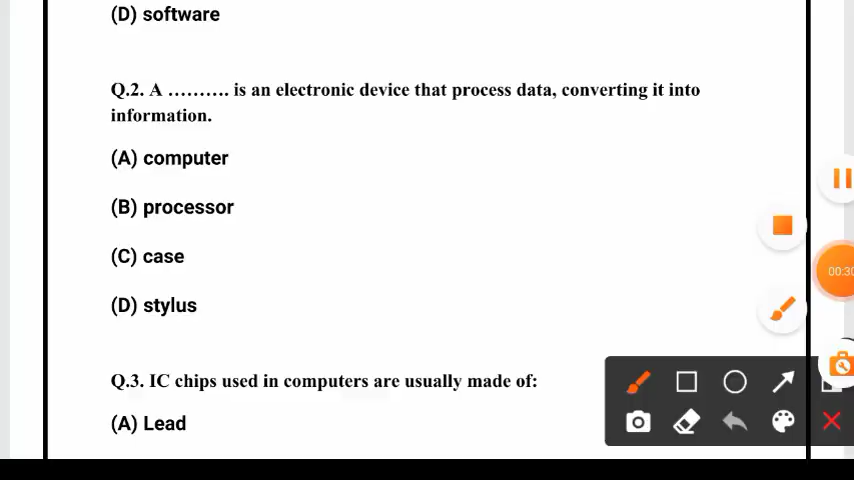 (D) software
Q.2. A .......... is an electronic device that process data, converting it into
information.
(A) computer
(B) processor
(C) case
(D) stylus
Q.3. IC chips used in computers are usually made of:
(A) Lead
00:30